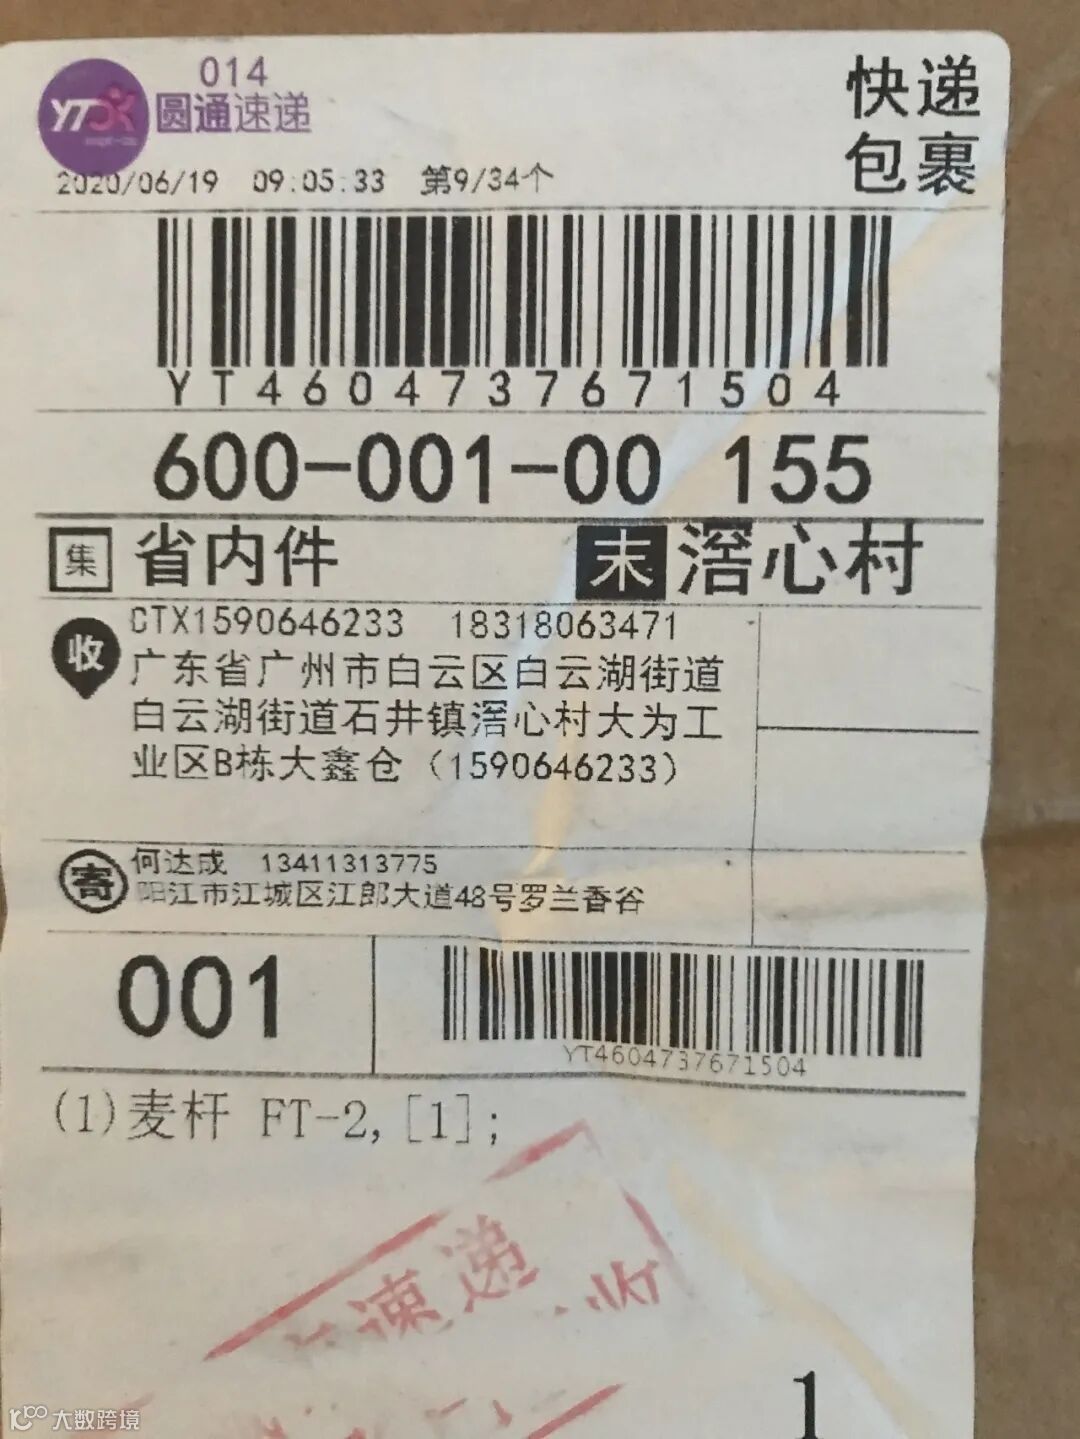 014
YTO 圆通速递
快递
包裹
2020/06/19 09:05:33 第9/34个
YT4604737671504
600-001-00 155
集 省内件 末 滘心村
收 CTX1590646233 18318063471
广东省广州市白云区白云湖街道
白云湖街道石井镇滘心村大为工
业区B栋大鑫仓（1590646233）
寄 何达成 13411313775
阳江市江城区江郎大道48号罗兰香谷
001
YT4604737671504
(1)麦杆 FT-2,[1];
速递
1
大数跨境